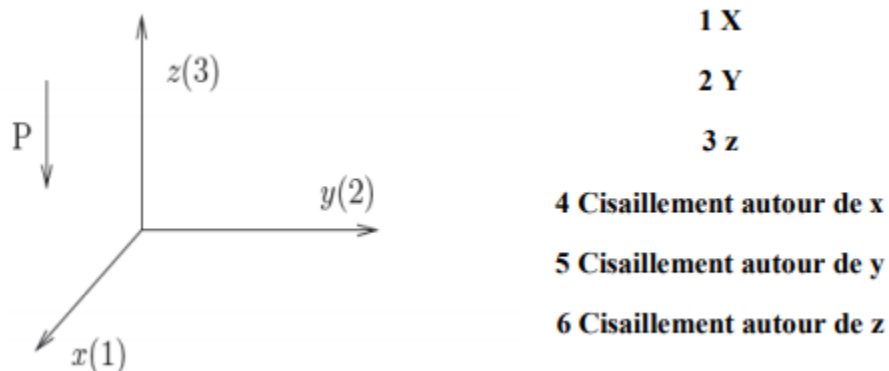 z(3)
P
y(2)
x(1)
1 X
2 Y
3 z
4 Cisaillement autour de x
5 Cisaillement autour de y
6 Cisaillement autour de z